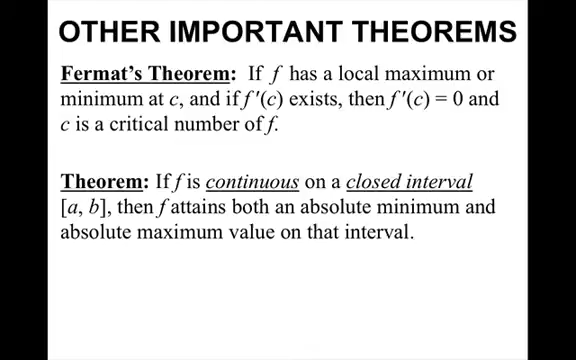 OTHER IMPORTANT THEOREMS
Fermat's Theorem: If f has a local maximum or
minimum at c, and if f ′(c) exists, then f ′(c) = 0 and
c is a critical number of f.
Theorem: If f is continuous on a closed interval
[a, b], then f attains both an absolute minimum and
absolute maximum value on that interval.